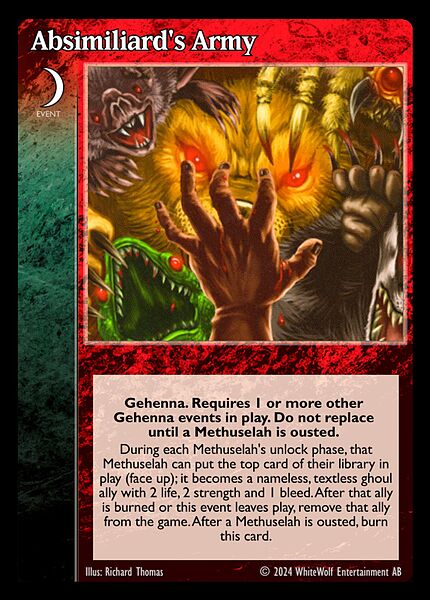 Absimiliard's Army
EVENT
Gehenna. Requires 1 or more other
Gehenna events in play. Do not replace
until a Methuselah is ousted.
During each Methuselah's unlock phase, that
Methuselah can put the top card of their library in
play (face up); it becomes a nameless, textless ghoul
ally with 2 life, 2 strength and 1 bleed. After that ally
is burned or this event leaves play, remove that ally
from the game. After a Methuselah is ousted, burn
this card.
Illus: Richard Thomas © 2024 WhiteWolf Entertainment AB